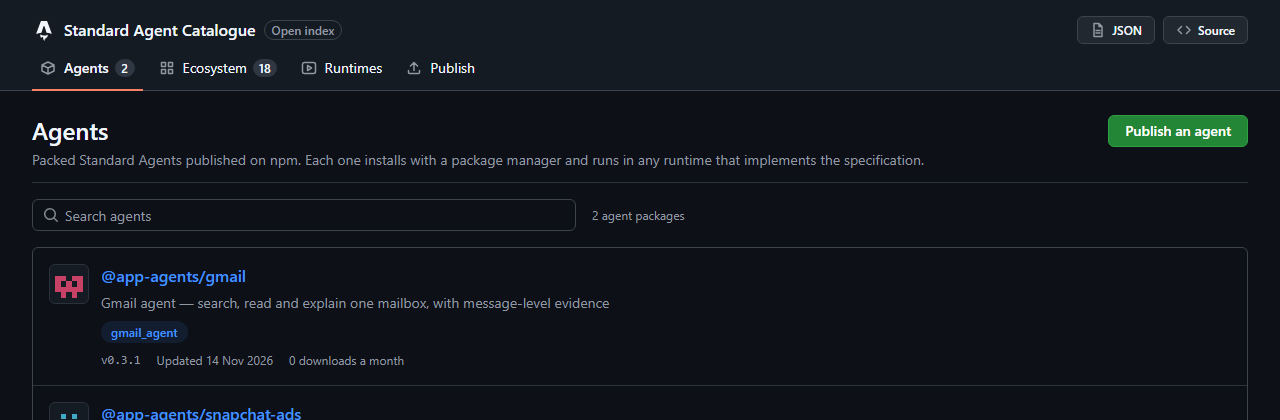 Standard Agent Catalogue Open index JSON Source
Agents 2 Ecosystem 18 Runtimes Publish
Agents
Publish an agent
Packed Standard Agents published on npm. Each one installs with a package manager and runs in any runtime that implements the specification.
Search agents 2 agent packages
@app-agents/gmail
Gmail agent — search, read and explain one mailbox, with message-level evidence
gmail_agent
v0.3.1 Updated 14 Nov 2026 0 downloads a month
@app-agents/snapchat-ads